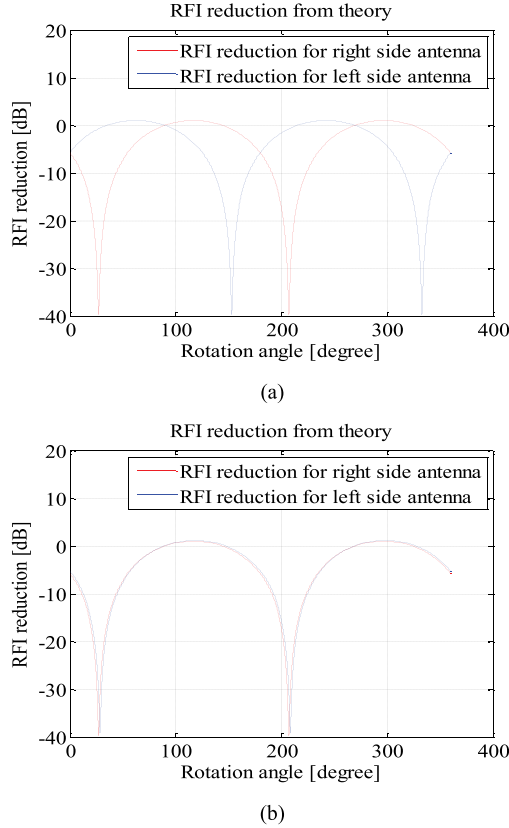 RFI reduction from theory
RFI reduction for right side antenna
RFI reduction for left side antenna
RFI reduction [dB]
20
10
0
-10
-20
-30
-40
0
100
200
300
400
Rotation angle [degree]
(a)
RFI reduction from theory
RFI reduction for right side antenna
RFI reduction for left side antenna
RFI reduction [dB]
20
10
0
-10
-20
-30
-40
0
100
200
300
400
Rotation angle [degree]
(b)